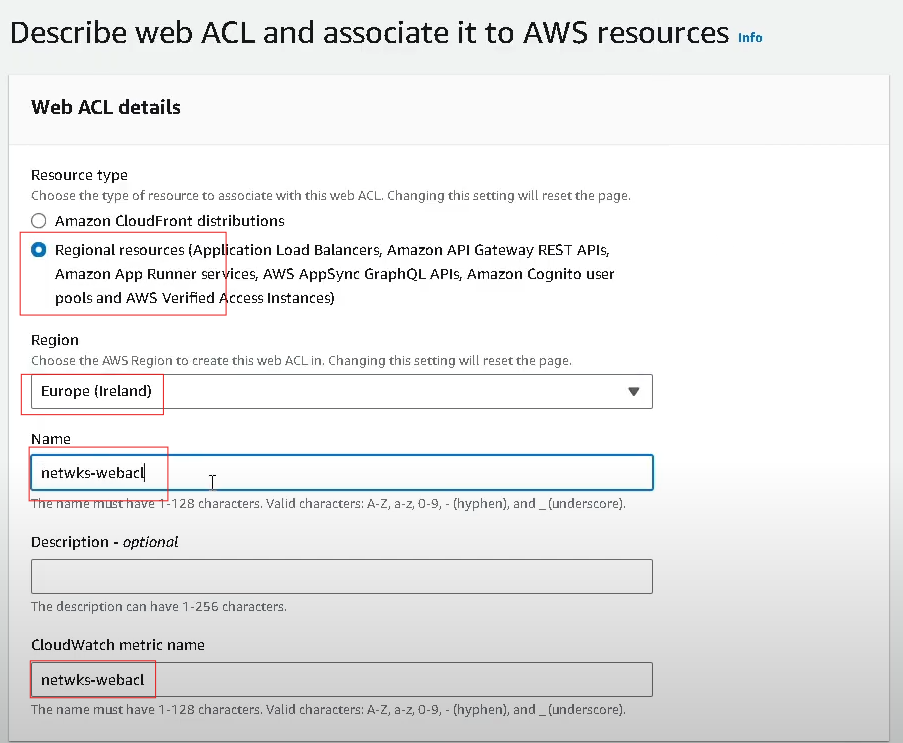 Describe web ACL and associate it to AWS resources Info
Web ACL details
Resource type
Choose the type of resource to associate with this web ACL. Changing this setting will reset the page.
Amazon CloudFront distributions
Regional resources (Application Load Balancers, Amazon API Gateway REST APIs,
Amazon App Runner services, AWS AppSync GraphQL APIs, Amazon Cognito user
pools and AWS Verified Access Instances)
Region
Choose the AWS Region to create this web ACL in. Changing this setting will reset the page.
Europe (Ireland)
Name
netwks-webacl
The name must have 1-128 characters. Valid characters: A-Z, a-z, 0-9, - (hyphen), and _ (underscore).
Description - optional
The description can have 1-256 characters.
CloudWatch metric name
netwks-webacl
The name must have 1-128 characters. Valid characters: A-Z, a-z, 0-9, - (hyphen), and _ (underscore).